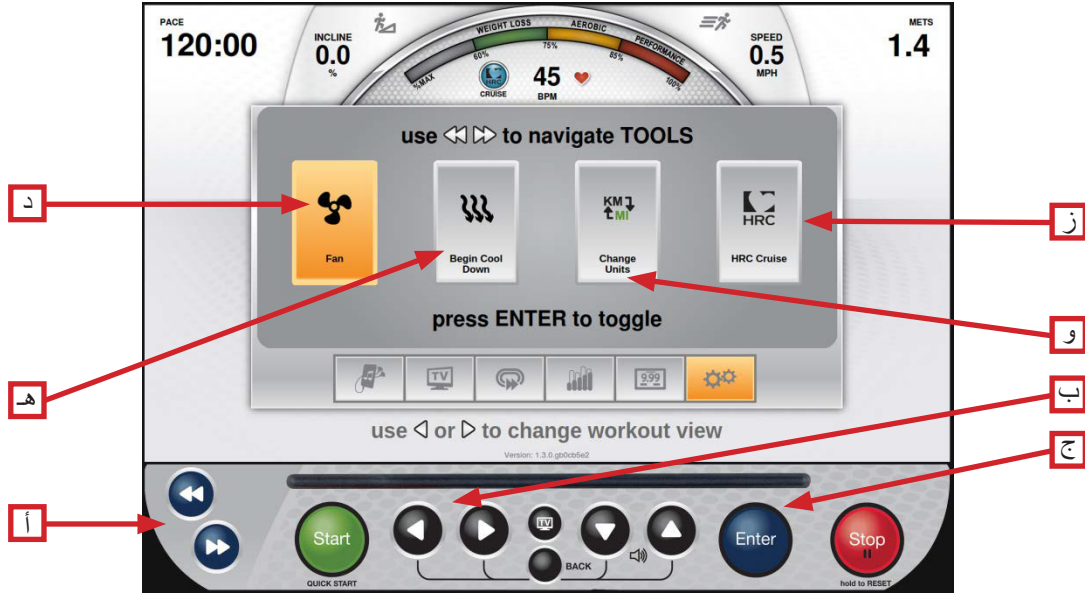 PACE
120:00
INCLINE
0.0
%
WEIGHT LOSS
AEROBIC
PERFORMANCE
%MAX
60%
75%
85%
100%
HRC
CRUISE
45
BPM
SPEED
0.5
MPH
METS
1.4
use to navigate TOOLS
Fan
Begin Cool
Down
KM
MI
Change
Units
HRC
HRC Cruise
press ENTER to toggle
TV
9.99
use or to change workout view
Version: 1.3.0.gb0cb5e2
Start
QUICK START
TV
BACK
Enter
Stop
hold to RESET
د
هـ
أ
ز
و
ب
ج